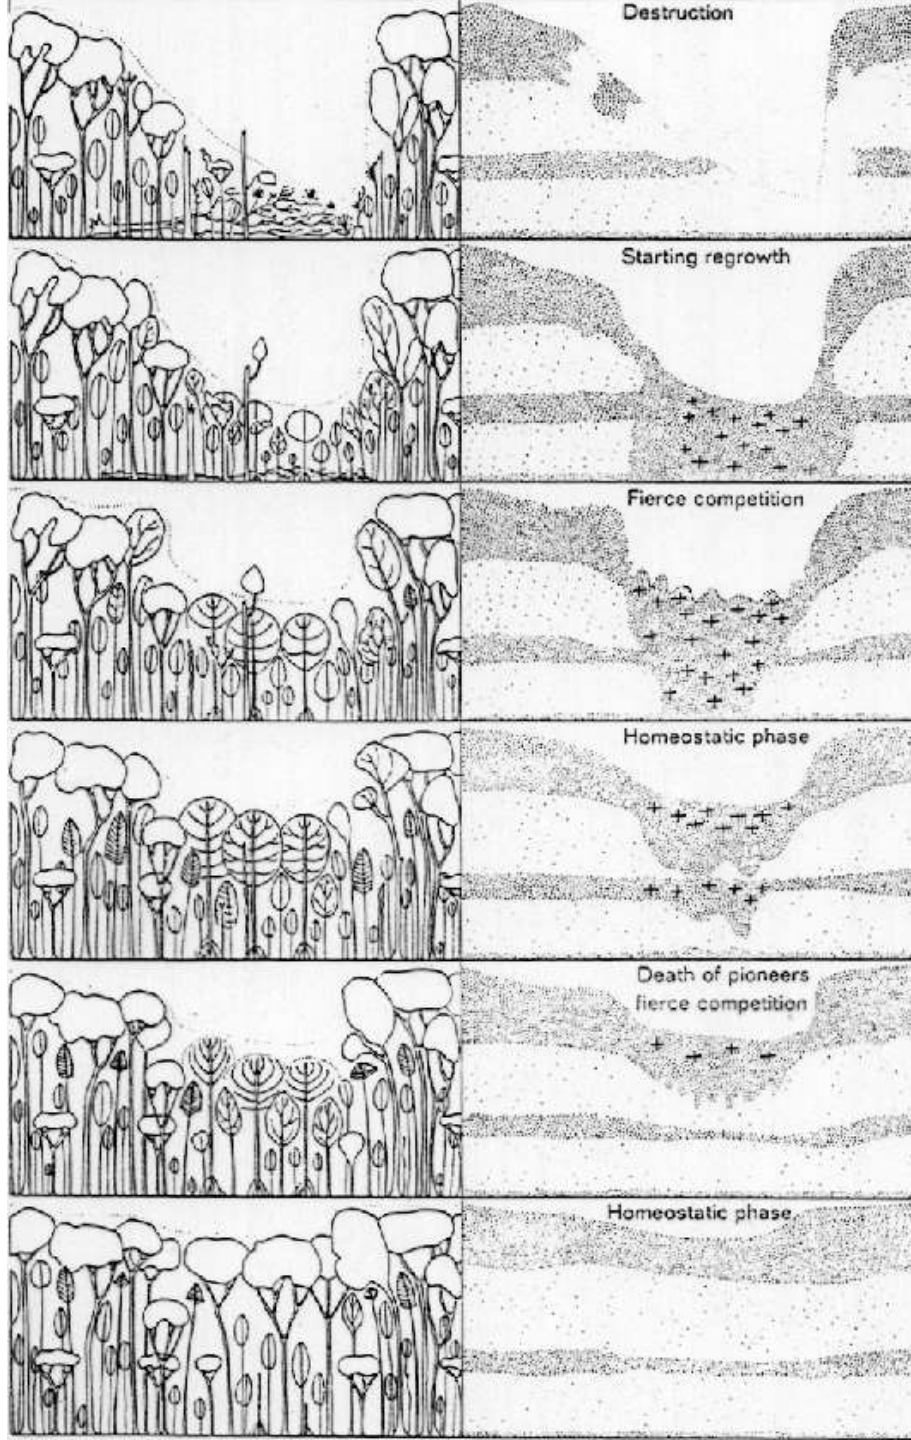 Destruction
Starting regrowth
Fierce competition
Homeostatic phase
Death of pioneers
fierce competition
Homeostatic phase.